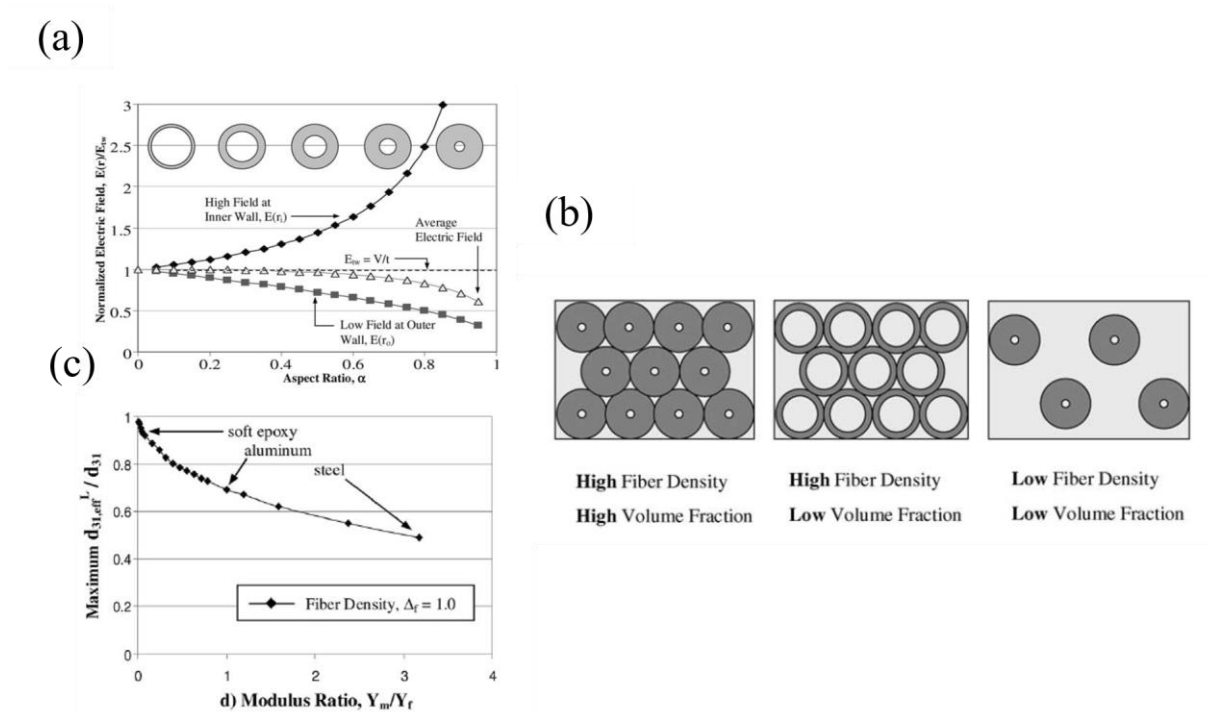 (a)
3
2.5
2
1.5
1
0.5
0
Normalized Electric Field, E(r)/Etw
High Field at
Inner Wall, E(ri)
Average
Electric Field
Etw = V/t
Low Field at Outer
Wall, E(ro)
0 0.2 0.4 0.6 0.8 1
Aspect Ratio, α
(b)
High Fiber Density
High Volume Fraction
High Fiber Density
Low Volume Fraction
Low Fiber Density
Low Volume Fraction
(c)
1
0.8
0.6
0.4
0.2
0
Maximum d31,eff^L / d31
soft epoxy
aluminum
steel
Fiber Density, Δf = 1.0
0 1 2 3 4
d) Modulus Ratio, Ym/Yf